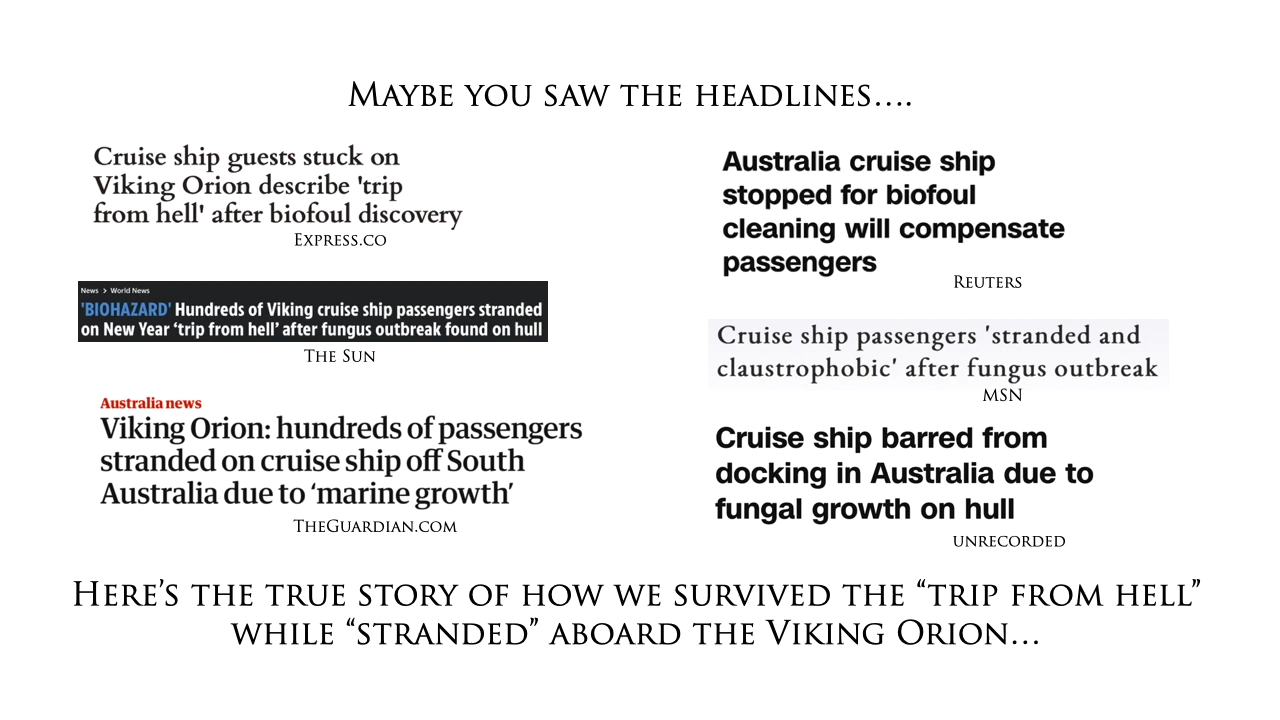 Maybe you saw the headlines....
Cruise ship guests stuck on
Viking Orion describe 'trip
from hell' after biofoul discovery
Express.co
News > World News
'BIOHAZARD' Hundreds of Viking cruise ship passengers stranded
on New Year ‘trip from hell’ after fungus outbreak found on hull
The Sun
Australia news
Viking Orion: hundreds of passengers
stranded on cruise ship off South
Australia due to ‘marine growth’
TheGuardian.com
Australia cruise ship
stopped for biofoul
cleaning will compensate
passengers
Reuters
Cruise ship passengers 'stranded and
claustrophobic' after fungus outbreak
MSN
Cruise ship barred from
docking in Australia due to
fungal growth on hull
unrecorded
Here’s the true story of how we survived the “trip from hell”
while “stranded” aboard the Viking Orion...